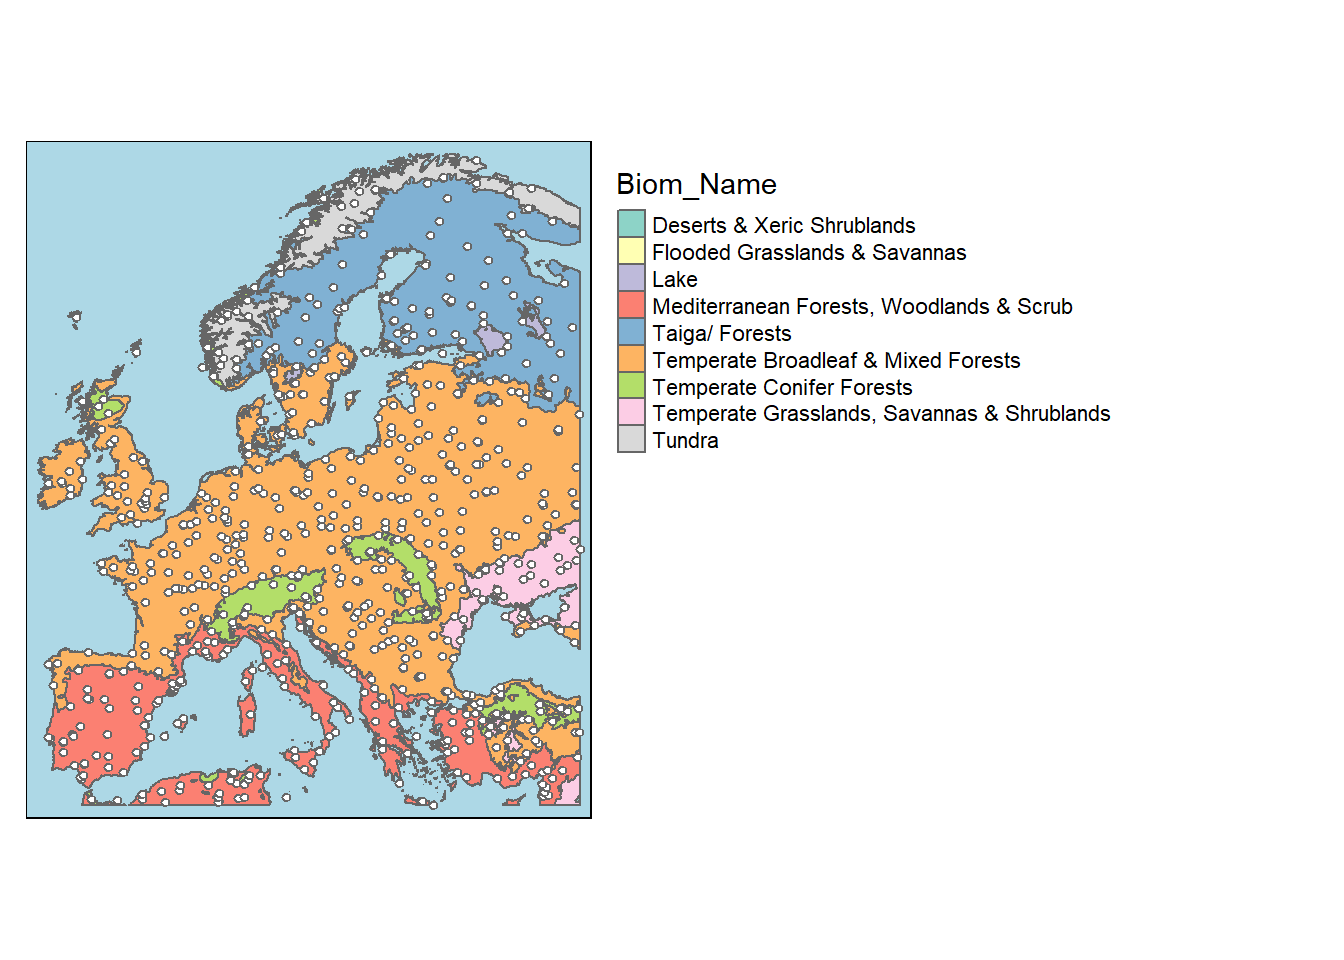 Biom_Name
Deserts & Xeric Shrublands
Flooded Grasslands & Savannas
Lake
Mediterranean Forests, Woodlands & Scrub
Taiga/ Forests
Temperate Broadleaf & Mixed Forests
Temperate Conifer Forests
Temperate Grasslands, Savannas & Shrublands
Tundra